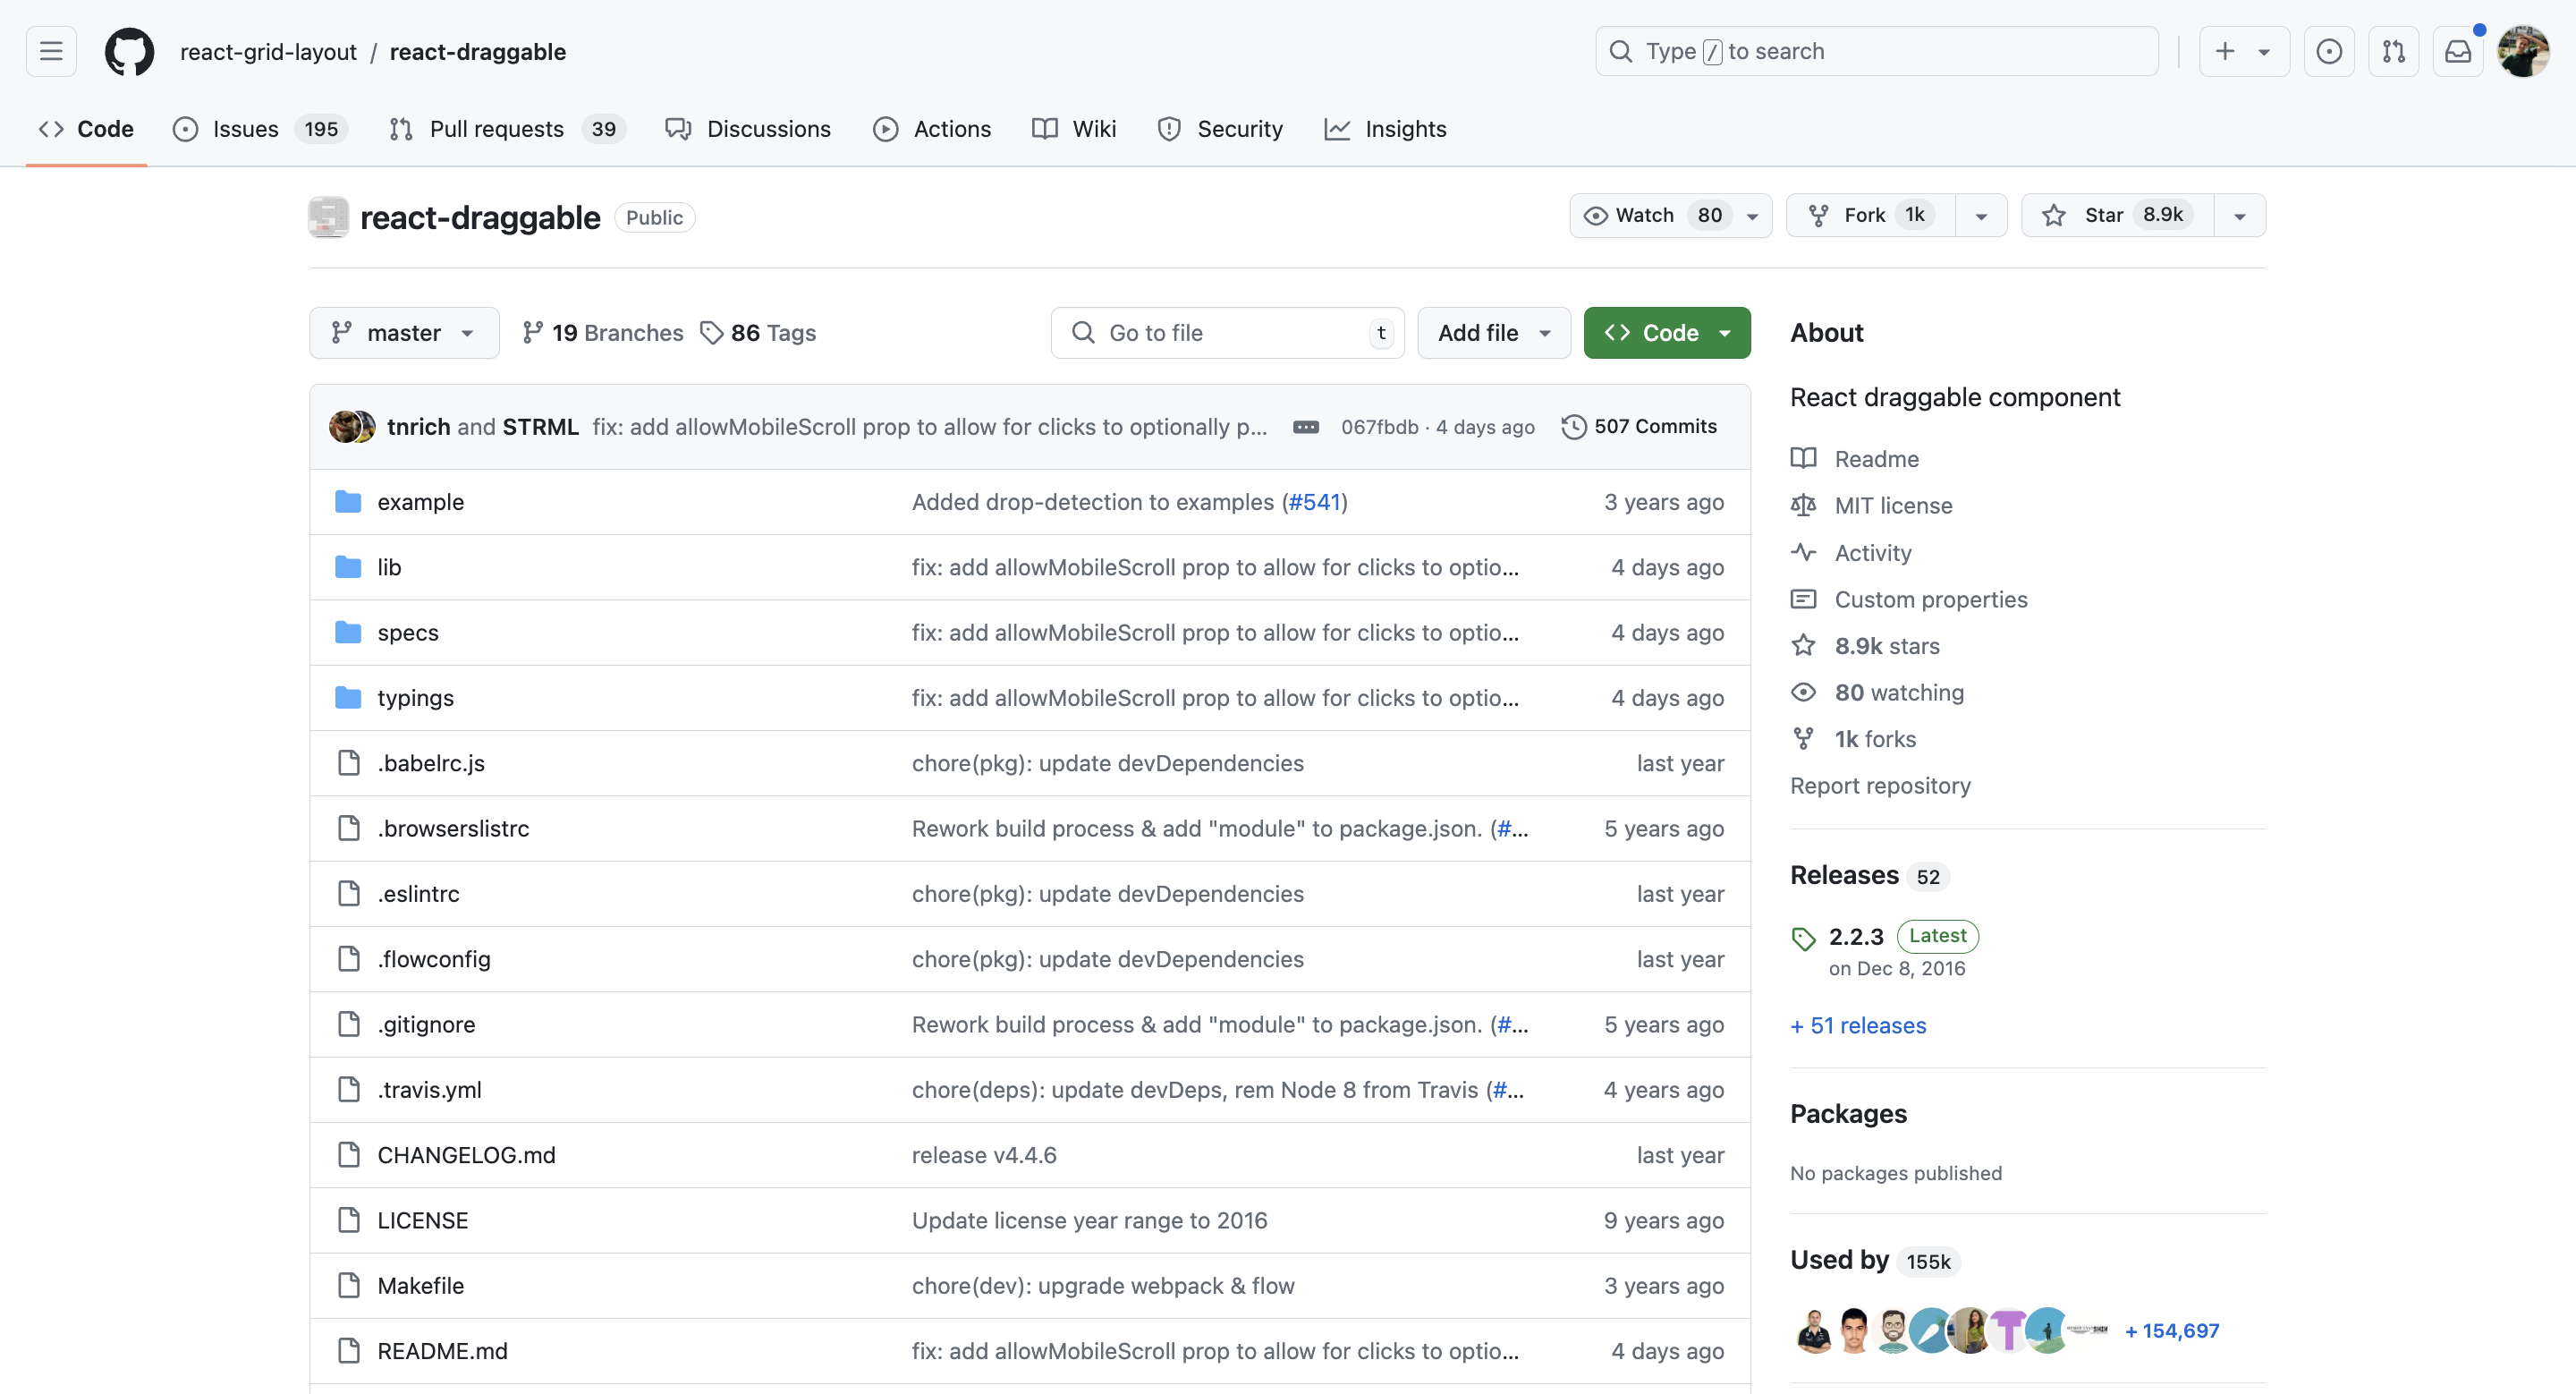 react-grid-layout / react-draggable
Type / to search
Code
Issues 195
Pull requests 39
Discussions
Actions
Wiki
Security
Insights
react-draggable Public
Watch 80
Fork 1k
Star 8.9k
master
19 Branches
86 Tags
Go to file t
Add file
Code
tnrich and STRML fix: add allowMobileScroll prop to allow for clicks to optionally p... 067fbdb · 4 days ago 507 Commits
example Added drop-detection to examples (#541) 3 years ago
lib fix: add allowMobileScroll prop to allow for clicks to optio... 4 days ago
specs fix: add allowMobileScroll prop to allow for clicks to optio... 4 days ago
typings fix: add allowMobileScroll prop to allow for clicks to optio... 4 days ago
.babelrc.js chore(pkg): update devDependencies last year
.browserslistrc Rework build process & add "module" to package.json. (#... 5 years ago
.eslintrc chore(pkg): update devDependencies last year
.flowconfig chore(pkg): update devDependencies last year
.gitignore Rework build process & add "module" to package.json. (#... 5 years ago
.travis.yml chore(deps): update devDeps, rem Node 8 from Travis (#... 4 years ago
CHANGELOG.md release v4.4.6 last year
LICENSE Update license year range to 2016 9 years ago
Makefile chore(dev): upgrade webpack & flow 3 years ago
README.md fix: add allowMobileScroll prop to allow for clicks to optio... 4 days ago
About
React draggable component
Readme
MIT license
Activity
Custom properties
8.9k stars
80 watching
1k forks
Report repository
Releases 52
2.2.3 Latest
on Dec 8, 2016
+ 51 releases
Packages
No packages published
Used by 155k
+ 154,697